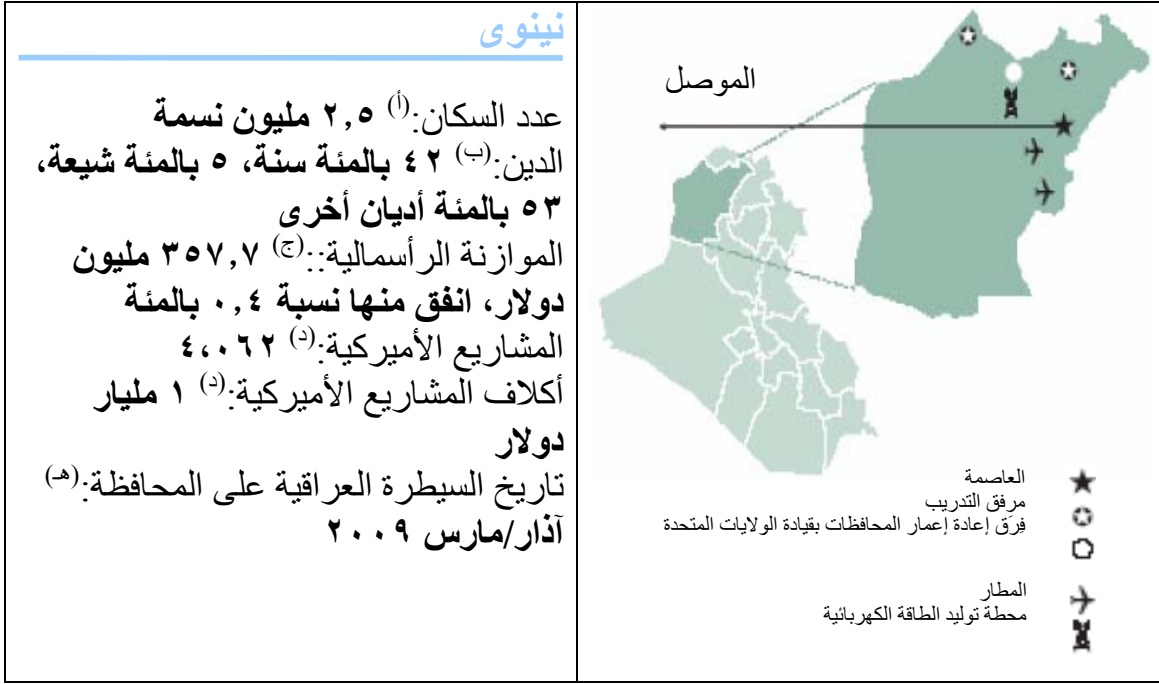 نينوى
عدد السكان:(أ) ٢,٥ مليون نسمة
الدين:(ب) ٤٢ بالمئة سنة، ٥ بالمئة شيعة،
٥٣ بالمئة أديان أخرى
الموازنة الرأسمالية::(ج) ٣٥٧,٧ مليون
دولار، انفق منها نسبة ٠,٤ بالمئة
المشاريع الأميركية:(د) ٤،٠٦٢
أكلاف المشاريع الأميركية:(د) ١ مليار
دولار
تاريخ السيطرة العراقية على المحافظة:(هـ)
آذار/مارس ٢٠٠٩
الموصل
العاصمة
مرفق التدريب
فِرَق إعادة إعمار المحافظات بقيادة الولايات المتحدة
المطار
محطة توليد الطاقة الكهربائية